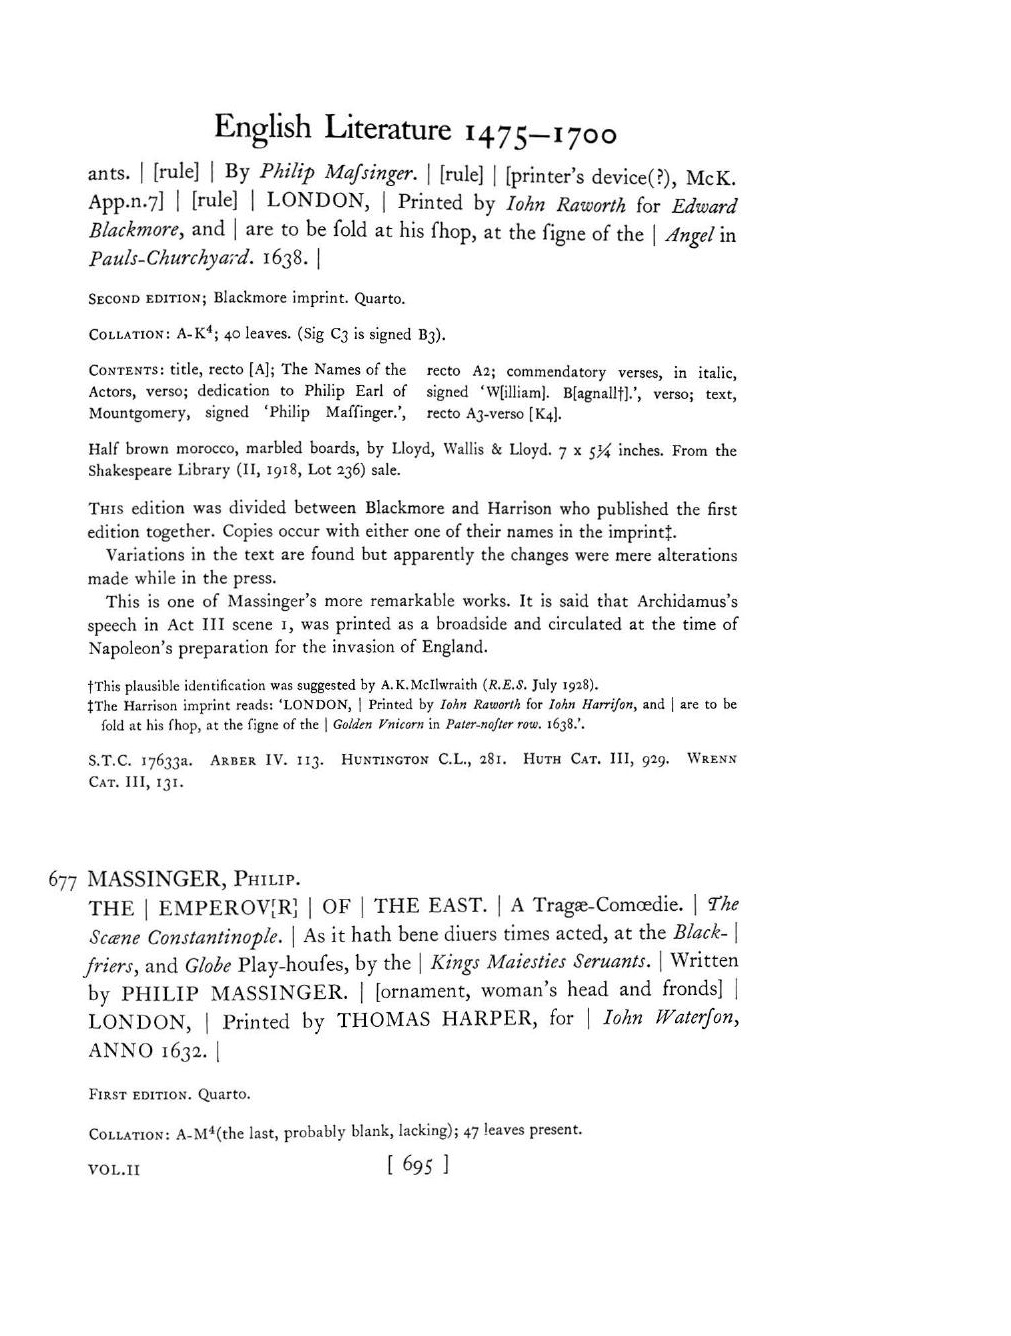 English Literature 1475–1700
ants. | [rule] | By Philip Maſsinger. | [rule] | [printer's device(?), McK.
App.n.7] | [rule] | LONDON, | Printed by Iohn Raworth for Edward
Blackmore, and | are to be ſold at his ſhop, at the ſigne of the | Angel in
Pauls-Churchyard. 1638. |
SECOND EDITION; Blackmore imprint. Quarto.
COLLATION: A-K⁴; 40 leaves. (Sig C3 is signed B3).
CONTENTS: title, recto [A]; The Names of the
Actors, verso; dedication to Philip Earl of
Mountgomery, signed 'Philip Maſſinger.',
recto A2; commendatory verses, in italic,
signed 'W[illiam]. B[agnall†].', verso; text,
recto A3-verso [K4].
Half brown morocco, marbled boards, by Lloyd, Wallis & Lloyd. 7 x 5¼ inches. From the
Shakespeare Library (II, 1918, Lot 236) sale.
THIS edition was divided between Blackmore and Harrison who published the first
edition together. Copies occur with either one of their names in the imprint‡.
Variations in the text are found but apparently the changes were mere alterations
made while in the press.
This is one of Massinger's more remarkable works. It is said that Archidamus's
speech in Act III scene 1, was printed as a broadside and circulated at the time of
Napoleon's preparation for the invasion of England.
†This plausible identification was suggested by A.K.McIlwraith (R.E.S. July 1928).
‡The Harrison imprint reads: 'LONDON, | Printed by Iohn Raworth for Iohn Harriſon, and | are to be
ſold at his ſhop, at the ſigne of the | Golden Vnicorn in Pater-noſter row. 1638.'.
S.T.C. 17633a. ARBER IV. 113. HUNTINGTON C.L., 281. HUTH CAT. III, 929. WRENN
CAT. III, 131.
677 MASSINGER, PHILIP.
THE | EMPEROV[R] | OF | THE EAST. | A Tragæ-Comœdie. | The
Scæne Constantinople. | As it hath bene diuers times acted, at the Black- |
friers, and Globe Play-houſes, by the | Kings Maiesties Seruants. | Written
by PHILIP MASSINGER. | [ornament, woman's head and fronds] |
LONDON, | Printed by THOMAS HARPER, for | Iohn Waterſon,
ANNO 1632. |
FIRST EDITION. Quarto.
COLLATION: A-M⁴(the last, probably blank, lacking); 47 leaves present.
VOL.II [ 695 ]